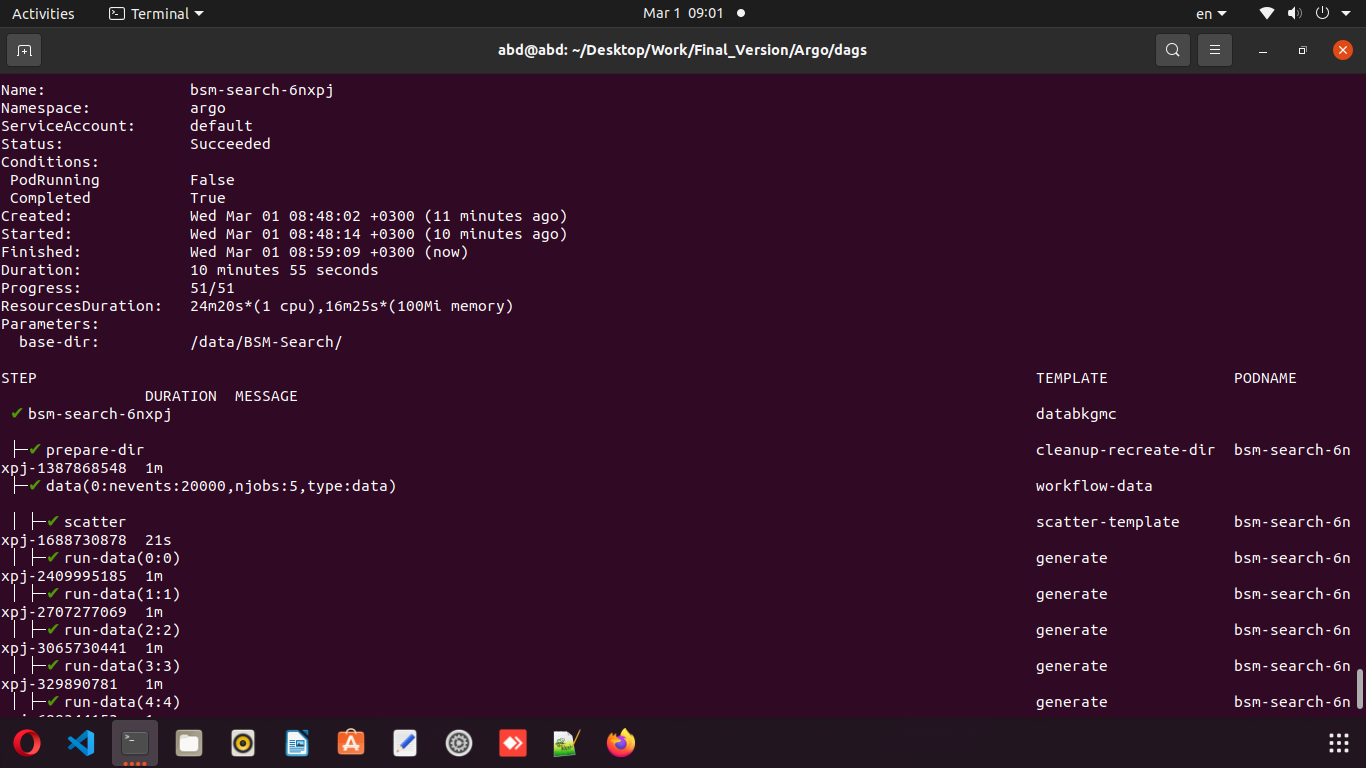 Activities Terminal Mar 1 09:01 en
abd@abd: ~/Desktop/Work/Final_Version/Argo/dags
Name: bsm-search-6nxpj
Namespace: argo
ServiceAccount: default
Status: Succeeded
Conditions:
PodRunning False
Completed True
Created: Wed Mar 01 08:48:02 +0300 (11 minutes ago)
Started: Wed Mar 01 08:48:14 +0300 (10 minutes ago)
Finished: Wed Mar 01 08:59:09 +0300 (now)
Duration: 10 minutes 55 seconds
Progress: 51/51
ResourcesDuration: 24m20s*(1 cpu),16m25s*(100Mi memory)
Parameters:
base-dir: /data/BSM-Search/
STEP TEMPLATE PODNAME
DURATION MESSAGE
✔ bsm-search-6nxpj databkgmc
├─✔ prepare-dir cleanup-recreate-dir bsm-search-6n
xpj-1387868548 1m
├─✔ data(0:nevents:20000,njobs:5,type:data) workflow-data
│ ├─✔ scatter scatter-template bsm-search-6n
xpj-1688730878 21s
│ ├─✔ run-data(0:0) generate bsm-search-6n
xpj-2409995185 1m
│ ├─✔ run-data(1:1) generate bsm-search-6n
xpj-2707277069 1m
│ ├─✔ run-data(2:2) generate bsm-search-6n
xpj-3065730441 1m
│ ├─✔ run-data(3:3) generate bsm-search-6n
xpj-329890781 1m
│ ├─✔ run-data(4:4) generate bsm-search-6n